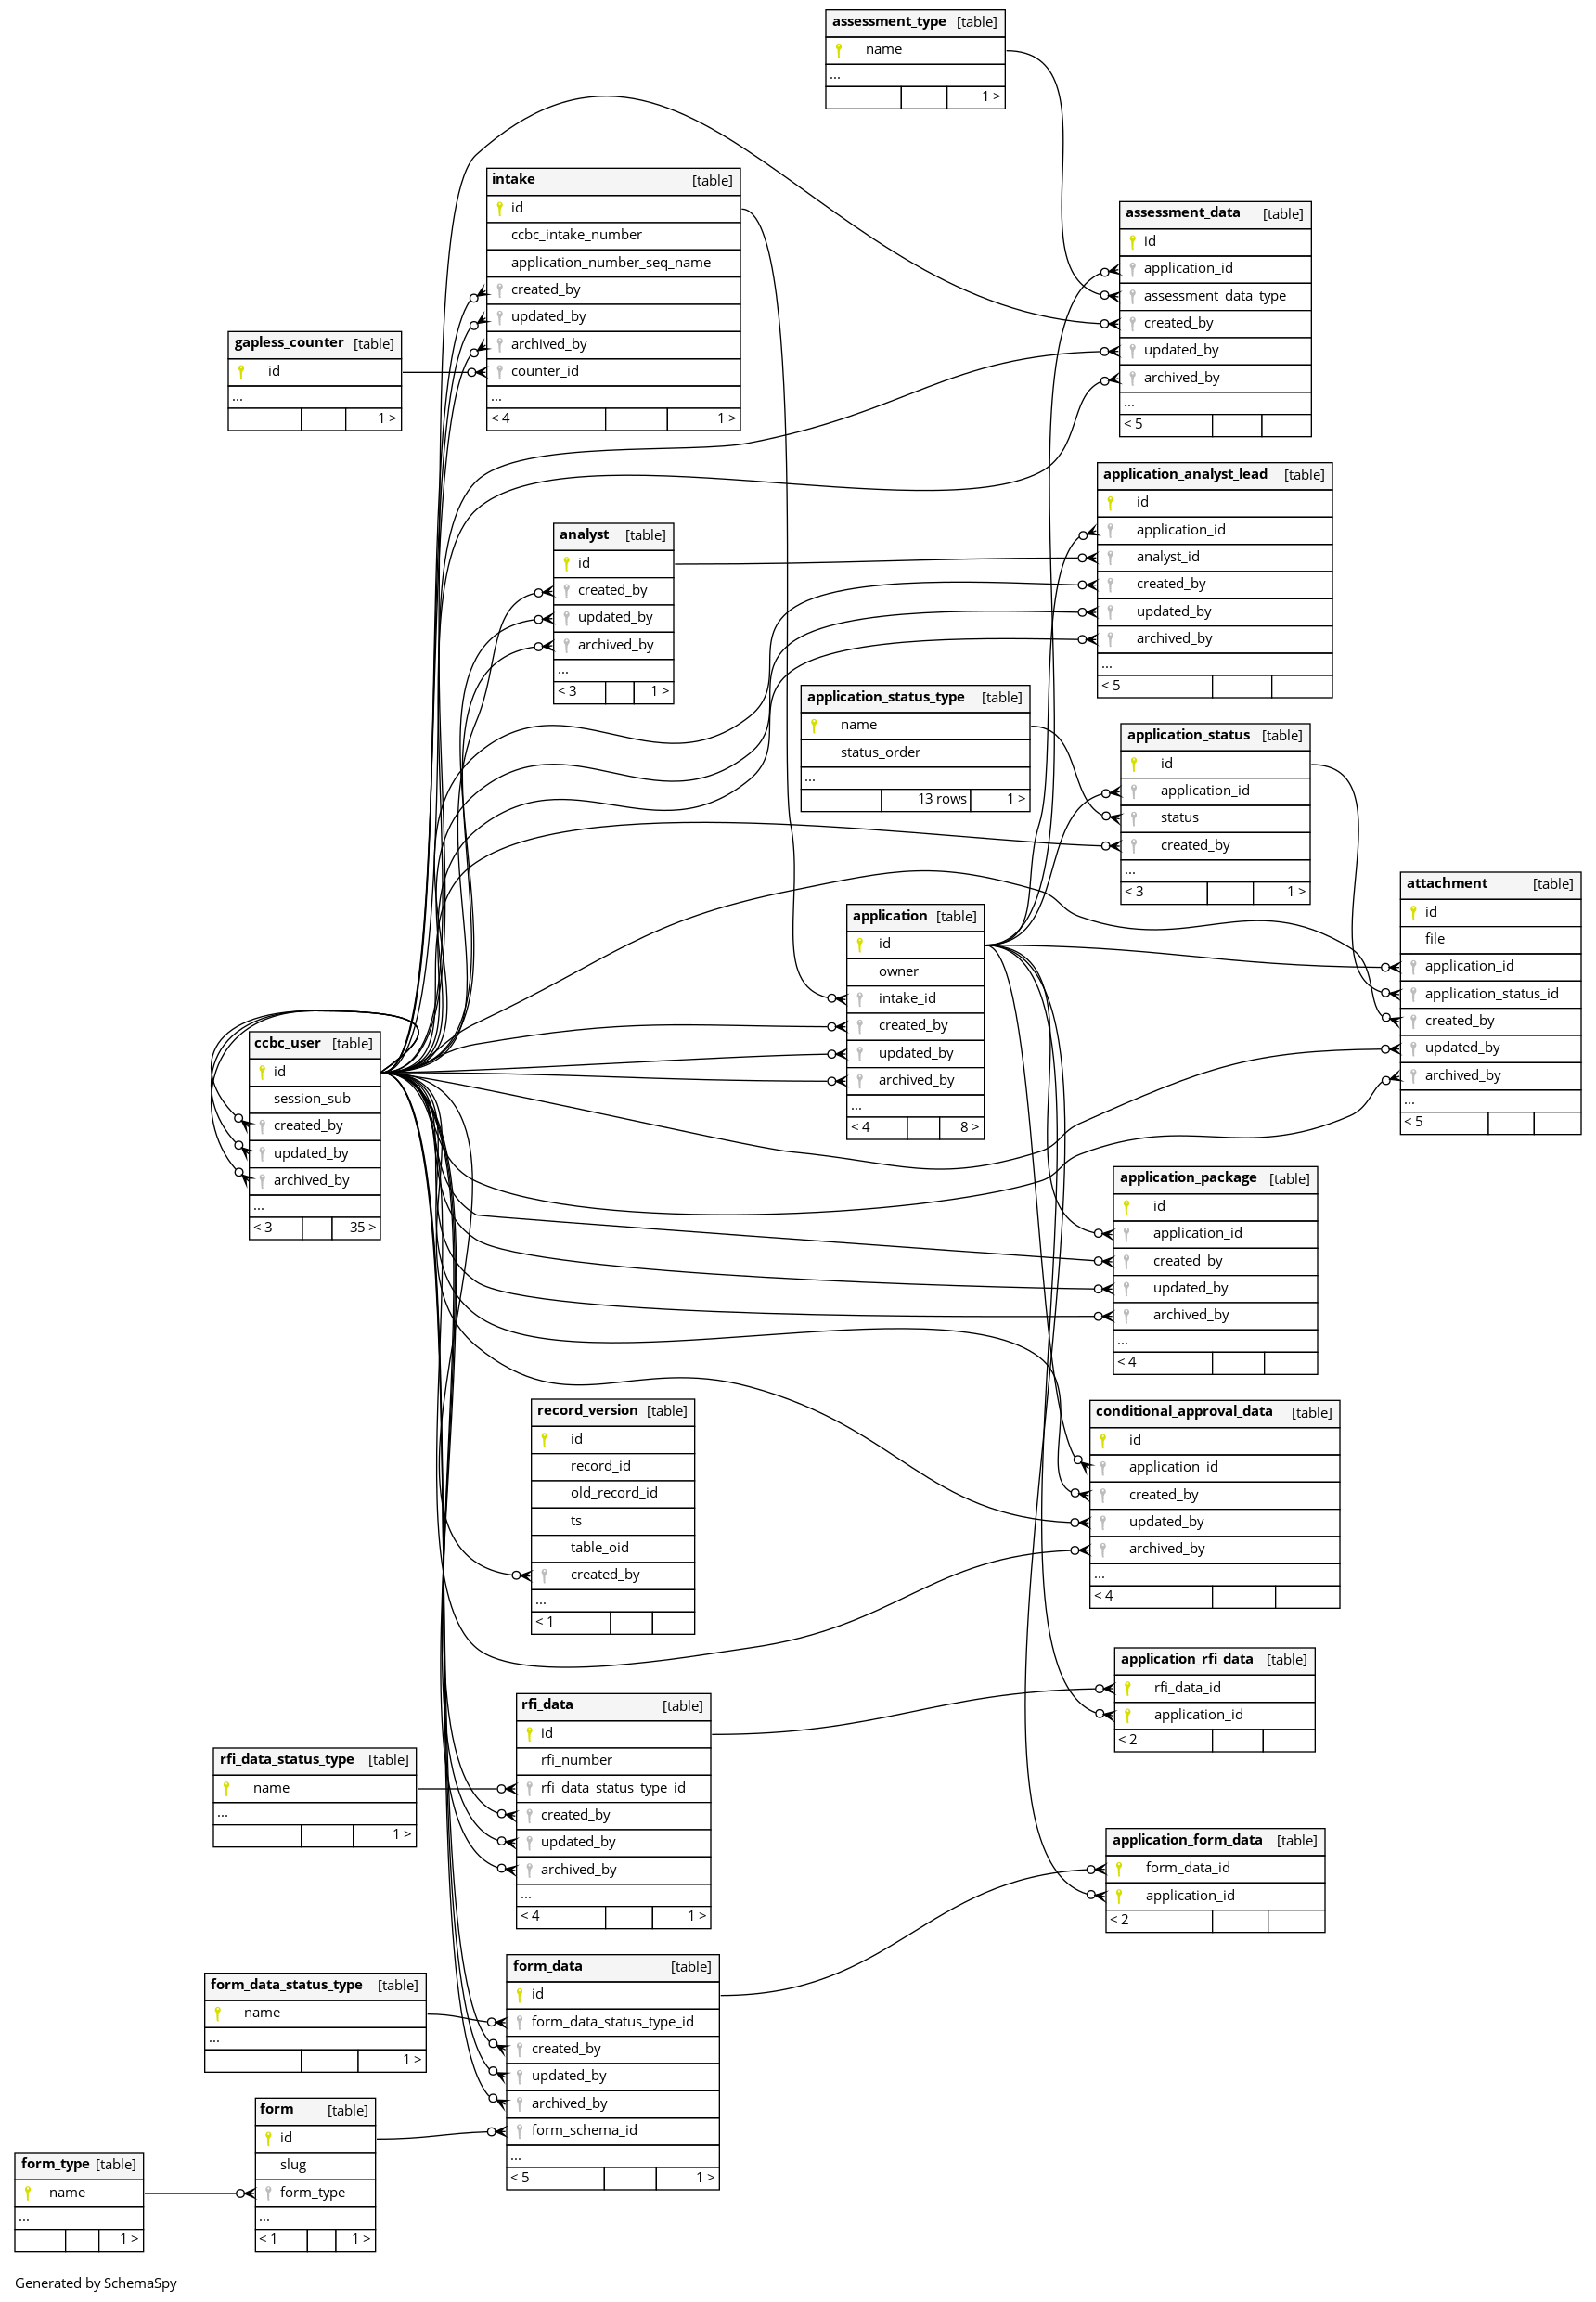 assessment_type [table]
name
...
1 >
intake [table]
id
ccbc_intake_number
application_number_seq_name
created_by
updated_by
archived_by
counter_id
...
< 4 1 >
assessment_data [table]
id
application_id
assessment_data_type
created_by
updated_by
archived_by
...
< 5
gapless_counter [table]
id
...
1 >
application_analyst_lead [table]
id
application_id
analyst_id
created_by
updated_by
archived_by
...
< 5
analyst [table]
id
created_by
updated_by
archived_by
...
< 3 1 >
application_status_type [table]
name
status_order
...
13 rows 1 >
application_status [table]
id
application_id
status
created_by
...
< 3 1 >
attachment [table]
id
file
application_id
application_status_id
created_by
updated_by
archived_by
...
< 5
application [table]
id
owner
intake_id
created_by
updated_by
archived_by
...
< 4 8 >
ccbc_user [table]
id
session_sub
created_by
updated_by
archived_by
...
< 3 35 >
application_package [table]
id
application_id
created_by
updated_by
archived_by
...
< 4
record_version [table]
id
record_id
old_record_id
ts
table_oid
created_by
...
< 1
conditional_approval_data [table]
id
application_id
created_by
updated_by
archived_by
...
< 4
application_rfi_data [table]
rfi_data_id
application_id
< 2
rfi_data [table]
id
rfi_number
rfi_data_status_type_id
created_by
updated_by
archived_by
...
< 4 1 >
rfi_data_status_type [table]
name
...
1 >
application_form_data [table]
form_data_id
application_id
< 2
form_data [table]
id
form_data_status_type_id
created_by
updated_by
archived_by
form_schema_id
...
< 5 1 >
form_data_status_type [table]
name
...
1 >
form [table]
id
slug
form_type
...
< 1 1 >
form_type [table]
name
...
1 >
Generated by SchemaSpy